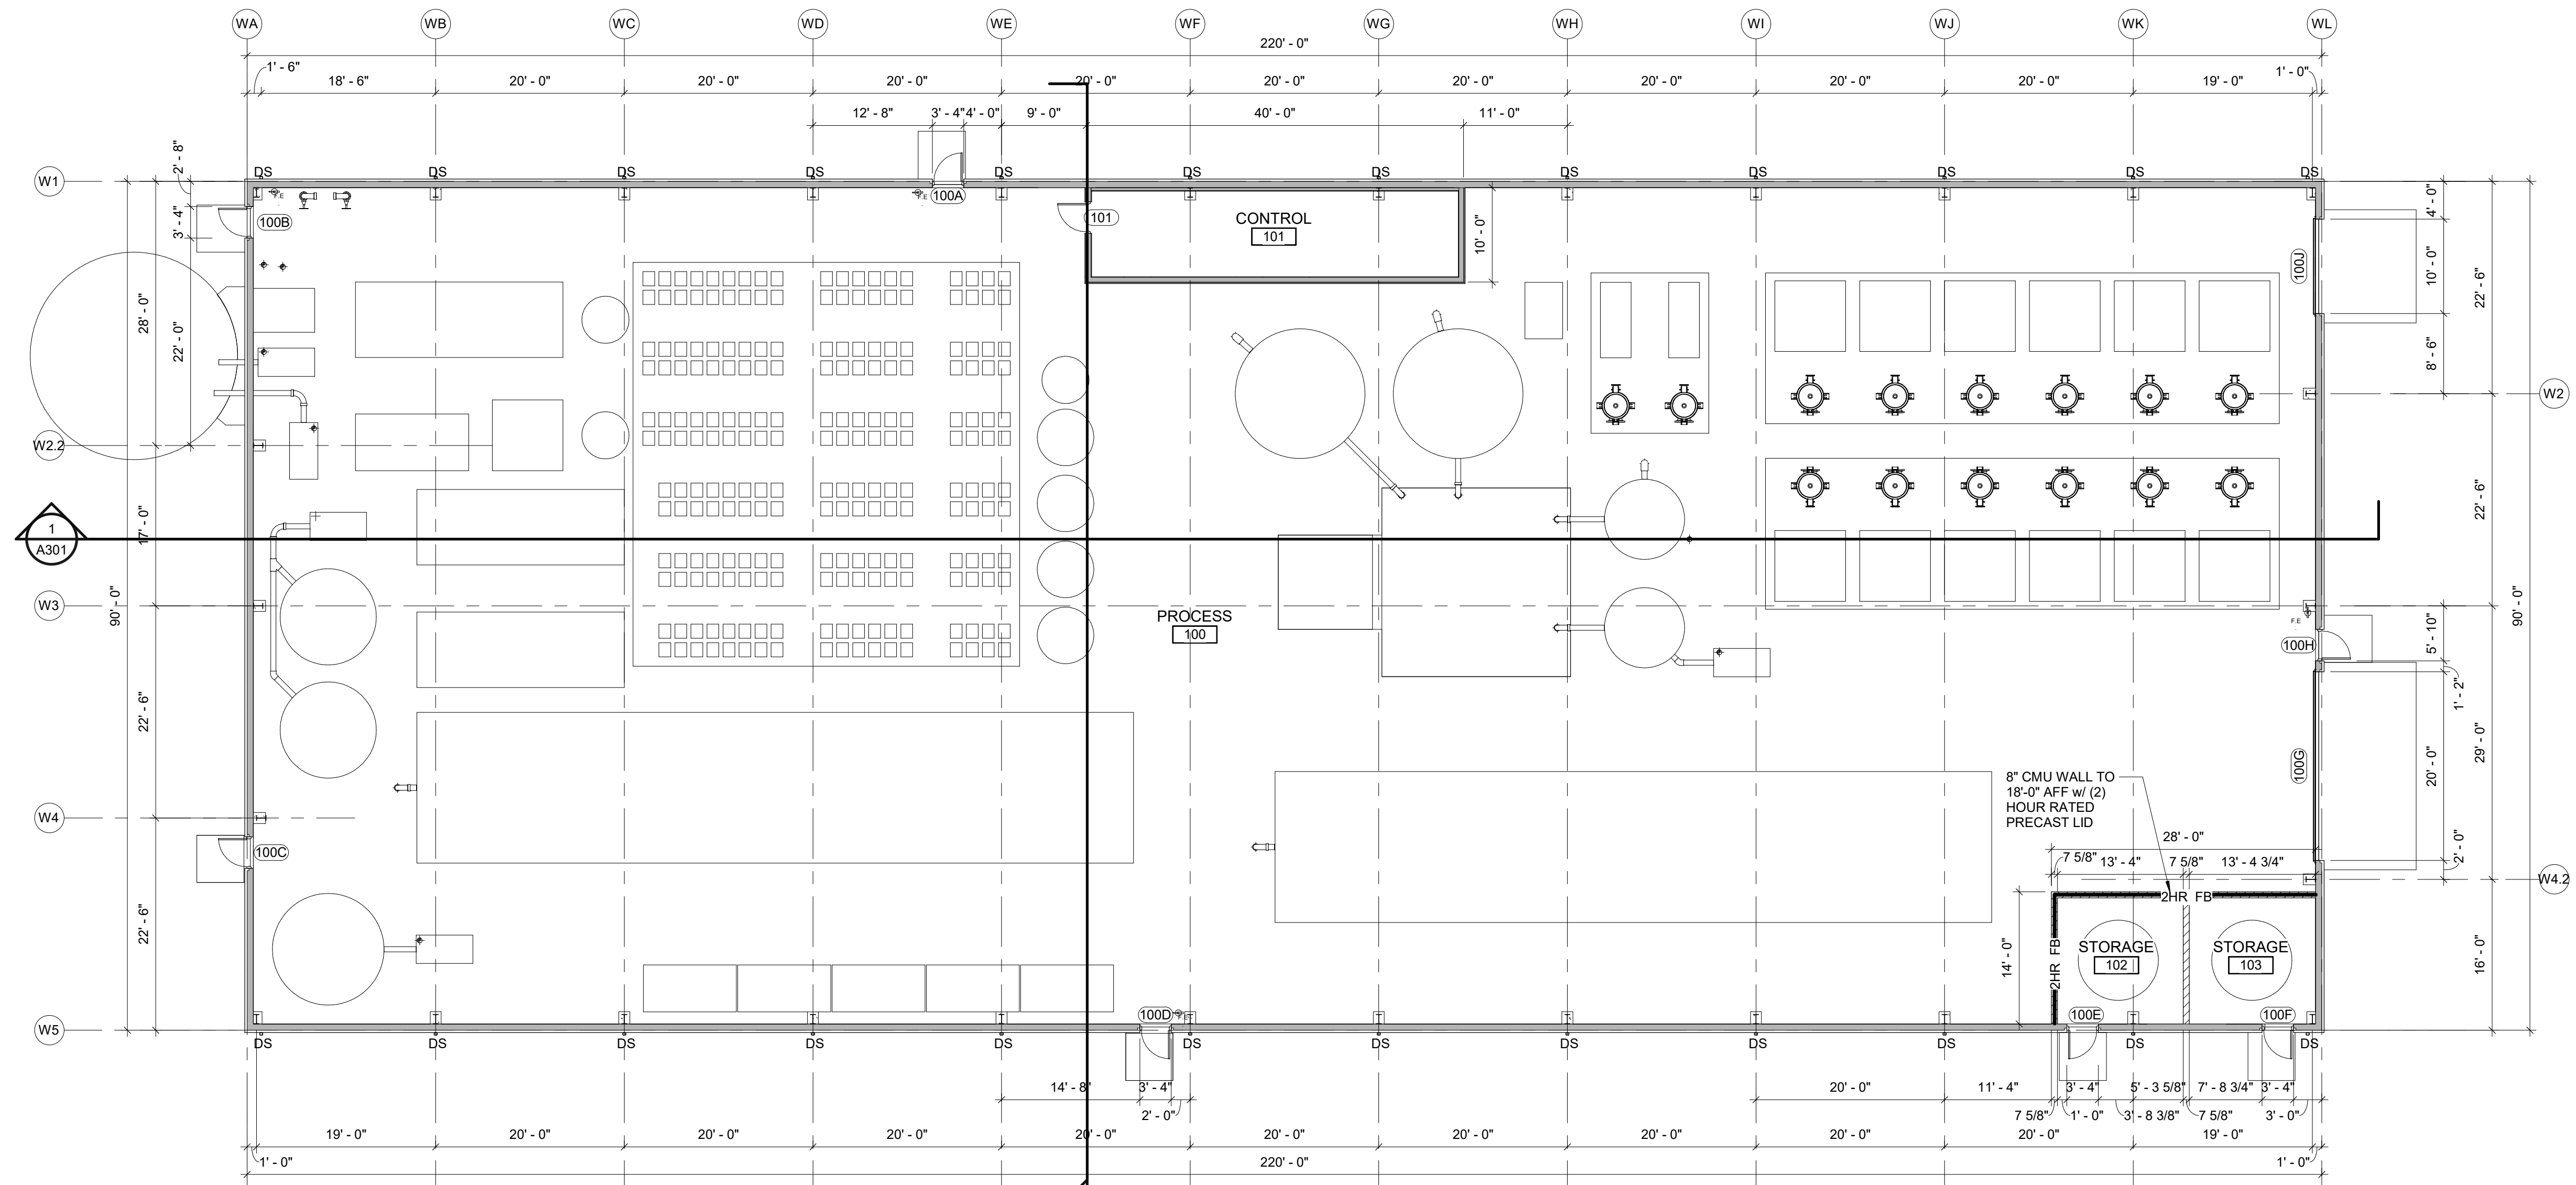 WA WB WC WD WE WF WG WH WI WJ WK WL
220' - 0"
1' - 6" 18' - 6" 20' - 0" 20' - 0" 20' - 0" 20' - 0" 20' - 0" 20' - 0" 20' - 0" 20' - 0" 20' - 0" 19' - 0" 1' - 0"
12' - 8" 3' - 4" 4' - 0" 9' - 0" 40' - 0" 11' - 0"
DS DS DS DS DS DS DS DS DS DS DS DS
W1
2' - 8"
3' - 4"
22' - 0"
28' - 0"
17' - 0"
22' - 6"
22' - 6"
90' - 0"
F.E
100B
F.E
100A
101
CONTROL
101
10' - 0"
100J
4' - 0"
10' - 0"
8' - 6"
22' - 6"
22' - 6"
29' - 0"
16' - 0"
90' - 0"
W2
W2.2
1
A301
W3
PROCESS
100
F.E
100H
5' - 10"
1' - 2"
20' - 0"
2' - 0"
100G
W4
100C
8" CMU WALL TO
18'-0" AFF w/ (2)
HOUR RATED
PRECAST LID
28' - 0"
7 5/8" 13' - 4" 7 5/8" 13' - 4 3/4"
W4.2
2HR FB
2HR FB
14' - 0"
STORAGE
102
STORAGE
103
W5
100D
100E
100F
DS DS DS DS DS DS DS DS DS DS DS DS
14' - 8" 3' - 4" 20' - 0" 11' - 4" 3' - 4" 5' - 3 5/8" 7' - 8 3/4" 3' - 4"
2' - 0" 7 5/8" 1' - 0" 3' - 8 3/8" 7 5/8" 3' - 0"
19' - 0" 20' - 0" 20' - 0" 20' - 0" 20' - 0" 20' - 0" 20' - 0" 20' - 0" 20' - 0" 20' - 0" 19' - 0"
1' - 0" 220' - 0" 1' - 0"